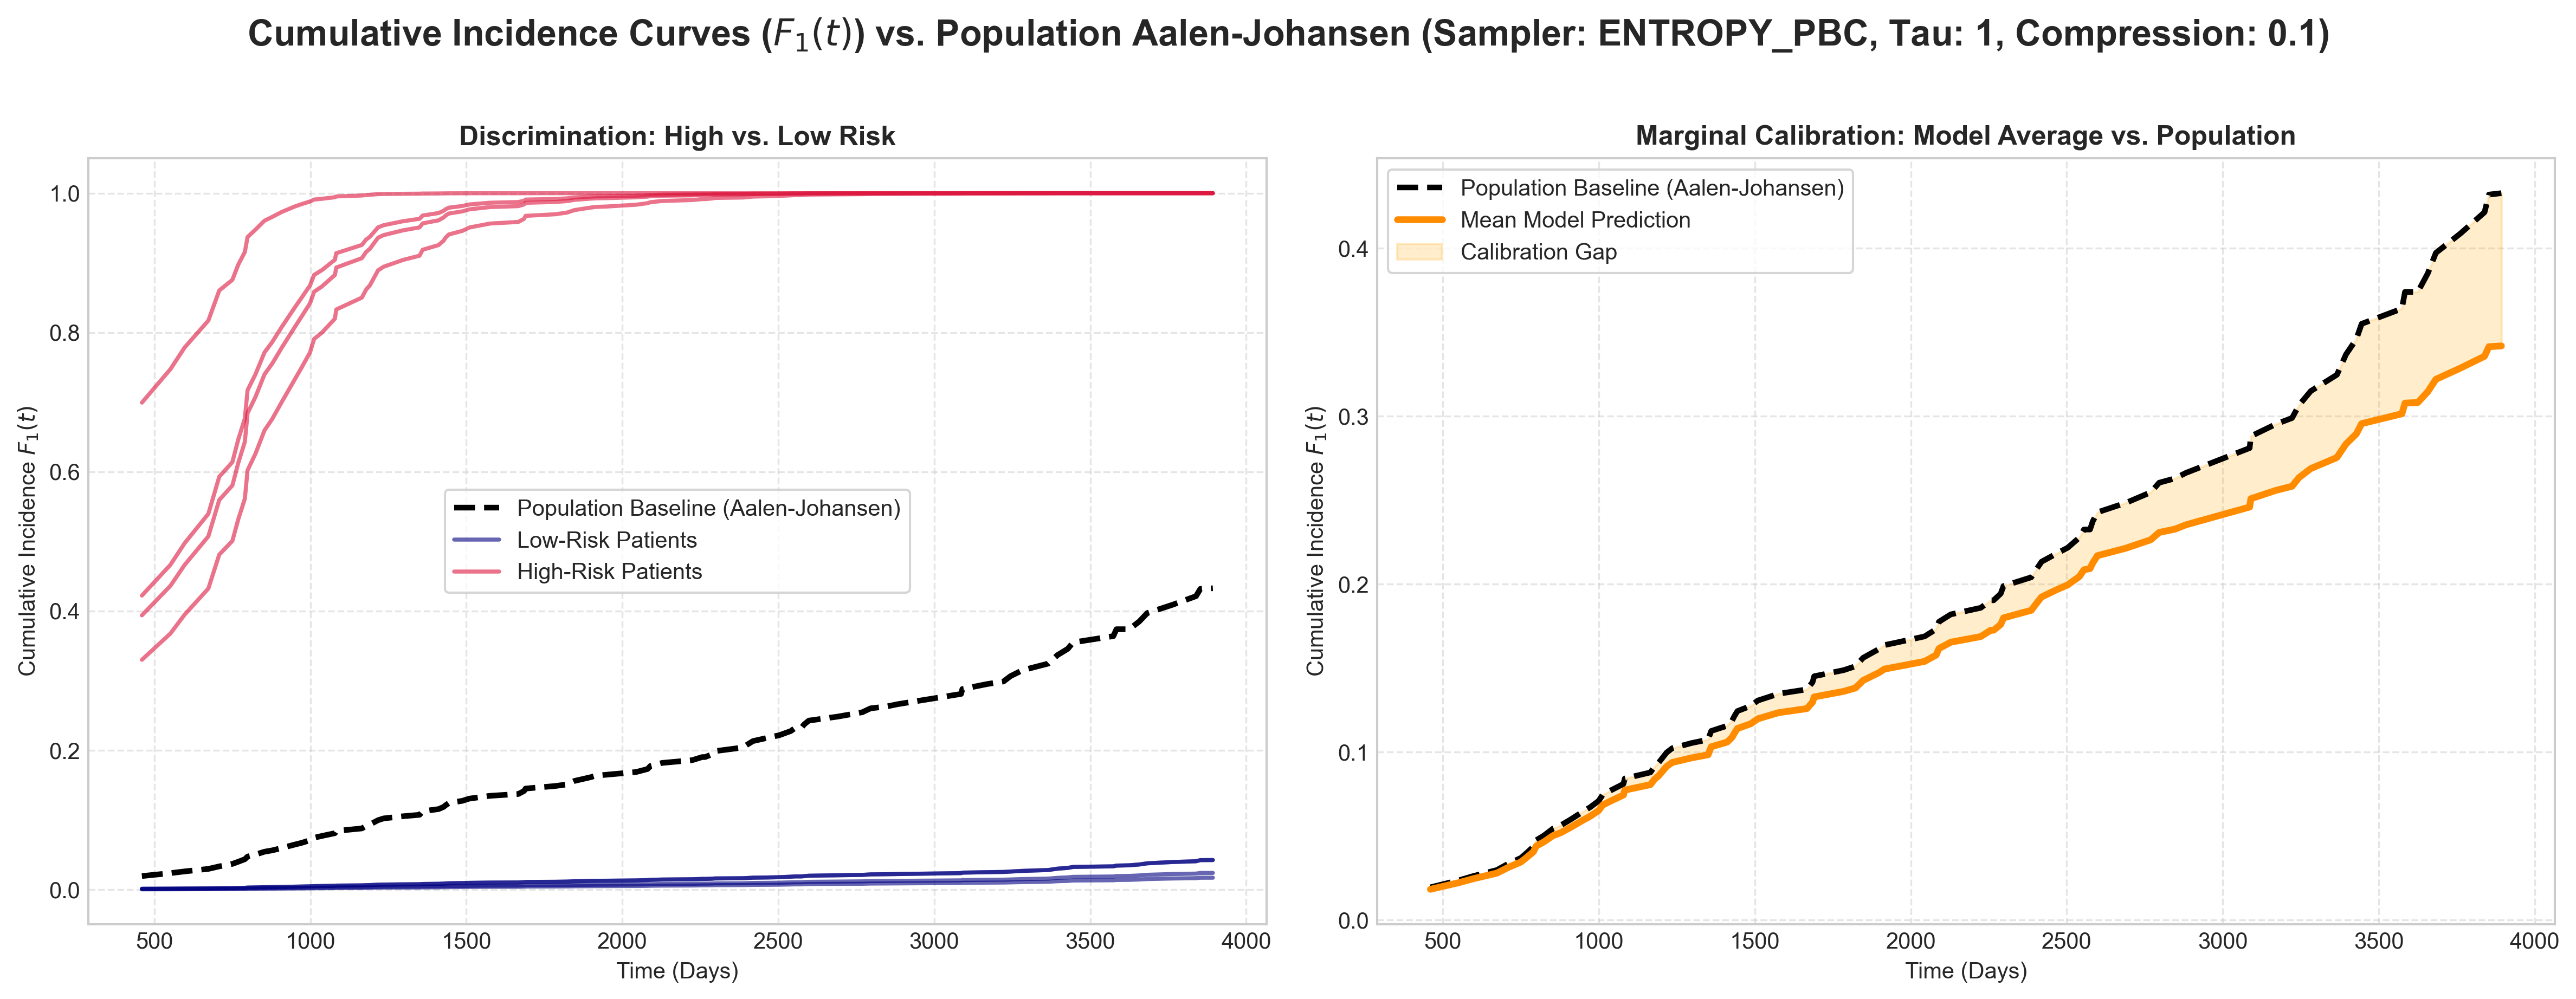 Cumulative Incidence Curves (F₁(t)) vs. Population Aalen-Johansen (Sampler: ENTROPY_PBC, Tau: 1, Compression: 0.1)
Discrimination: High vs. Low Risk
Cumulative Incidence F₁(t)
1.0
0.8
0.6
0.4
0.2
0.0
Population Baseline (Aalen-Johansen)
Low-Risk Patients
High-Risk Patients
500 1000 1500 2000 2500 3000 3500 4000
Time (Days)
Marginal Calibration: Model Average vs. Population
Cumulative Incidence F₁(t)
Population Baseline (Aalen-Johansen)
Mean Model Prediction
Calibration Gap
0.4
0.3
0.2
0.1
0.0
500 1000 1500 2000 2500 3000 3500 4000
Time (Days)